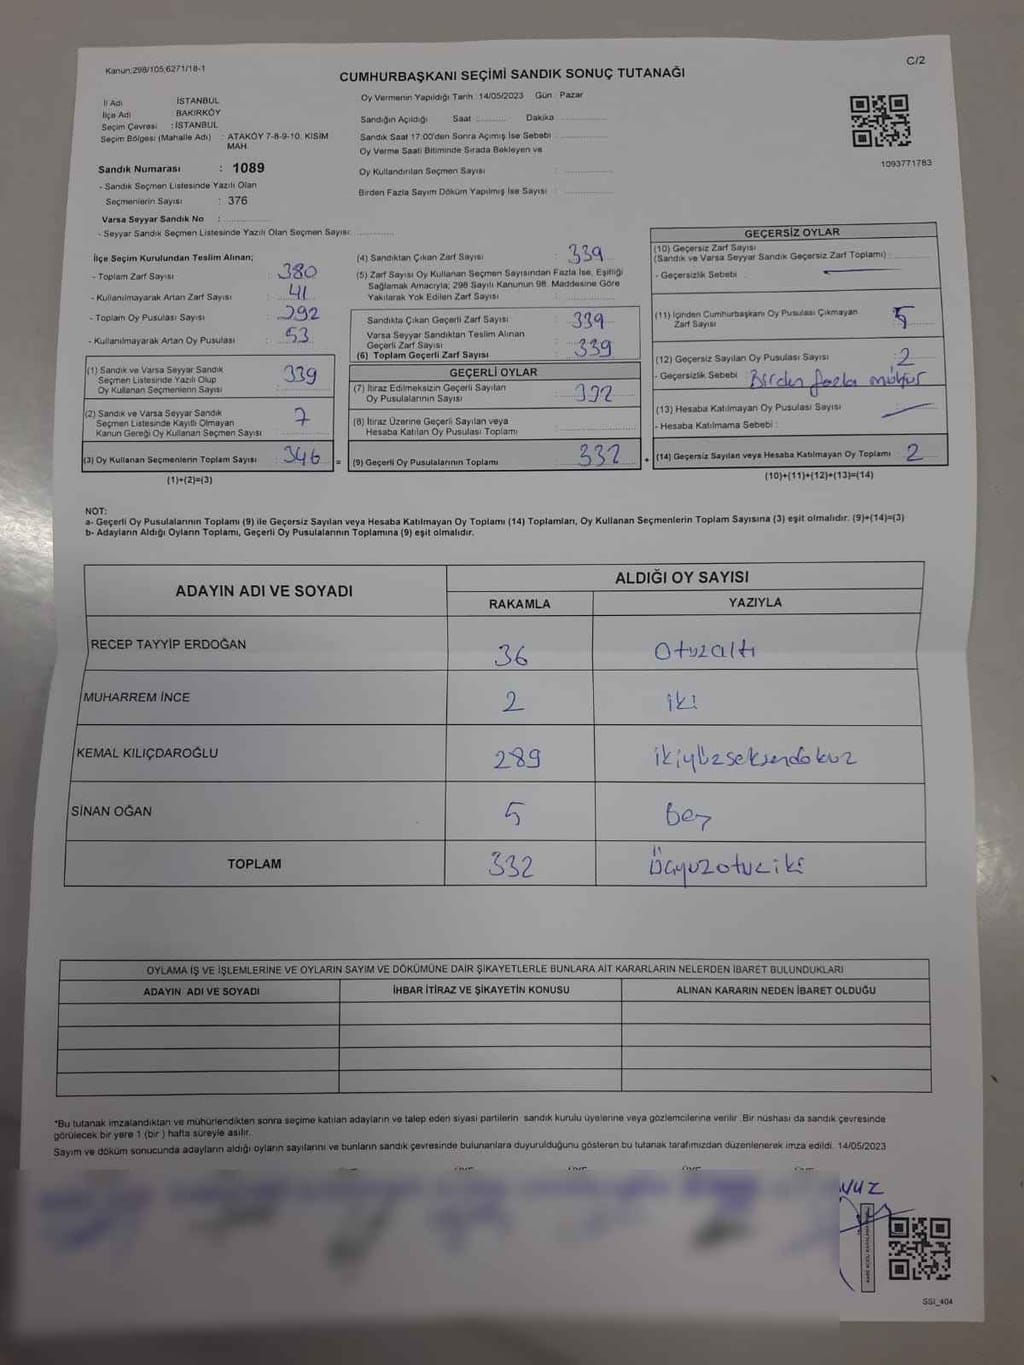 Kanun;298/105;6271/18-1
C/2
CUMHURBAŞKANI SEÇİMİ SANDIK SONUÇ TUTANAĞI
İl Adı : İSTANBUL
İlçe Adı : BAKIRKÖY
Seçim Çevresi : İSTANBUL
Seçim Bölgesi (Mahalle Adı) : ATAKÖY 7-8-9-10. KISIM
MAH.
Sandık Numarası : 1089
- Sandık Seçmen Listesinde Yazılı Olan
Seçmenlerin Sayısı : 376
Varsa Seyyar Sandık No :
- Seyyar Sandık Seçmen Listesinde Yazılı Olan Seçmen Sayısı:
Oy Vermenin Yapıldığı Tarih : 14/05/2023 Gün : Pazar
Sandığın Açıldığı Saat Dakika
Sandık Saat 17:00'den Sonra Açımış İse Sebebi :
Oy Verme Saati Bitiminde Sırada Bekleyen ve
Oy Kullandırılan Seçmen Sayısı :
Birden Fazla Sayım Döküm Yapılmış İse Sayısı :
1093771783
İlçe Seçim Kurulundan Teslim Alınan;
- Toplam Zarf Sayısı : 380
- Kullanılmayarak Artan Zarf Sayısı : 41
- Toplam Oy Pusulası Sayısı : 392
- Kullanılmayarak Artan Oy Pusulası : 53
(1) Sandık ve Varsa Seyyar Sandık
Seçmen Listesinde Yazılı Olup
Oy Kullanan Seçmenlerin Sayısı : 339
(2) Sandık ve Varsa Seyyar Sandık
Seçmen Listesinde Kayıtlı Olmayan
Kanun Gereği Oy Kullanan Seçmen Sayısı : 7
(3) Oy Kullanan Seçmenlerin Toplam Sayısı : 346 =
(1)+(2)=(3)
(4) Sandıktan Çıkan Zarf Sayısı : 339
(5) Zarf Sayısı Oy Kullanan Seçmen Sayısından Fazla İse, Eşitliği
Sağlamak Amacıyla; 298 Sayılı Kanunun 98. Maddesine Göre
Yakılarak Yok Edilen Zarf Sayısı :
Sandıkta Çıkan Geçerli Zarf Sayısı : 339
Varsa Seyyar Sandıktan Teslim Alınan
Geçerli Zarf Sayısı :
(6) Toplam Geçerli Zarf Sayısı : 339
GEÇERLİ OYLAR
(7) İtiraz Edilmeksizin Geçerli Sayılan
Oy Pusulalarının Sayısı : 332
(8) İtiraz Üzerine Geçerli Sayılan veya
Hesaba Katılan Oy Pusulası Toplamı :
(9) Geçerli Oy Pusulalarının Toplamı : 332 +
GEÇERSİZ OYLAR
(10) Geçersiz Zarf Sayısı
(Sandık ve Varsa Seyyar Sandık Geçersiz Zarf Toplamı) :
- Geçersizlik Sebebi :
(11) İçinden Cumhurbaşkanı Oy Pusulası Çıkmayan
Zarf Sayısı : 5
(12) Geçersiz Sayılan Oy Pusulası Sayısı : 2
- Geçersizlik Sebebi : Birden fazla mühür
(13) Hesaba Katılmayan Oy Pusulası Sayısı :
- Hesaba Katılmama Sebebi :
(14) Geçersiz Sayılan veya Hesaba Katılmayan Oy Toplamı : 2
(10)+(11)+(12)+(13)=(14)
NOT:
a- Geçerli Oy Pusulalarının Toplamı (9) ile Geçersiz Sayılan veya Hesaba Katılmayan Oy Toplamı (14) Toplamları, Oy Kullanan Seçmenlerin Toplam Sayısına (3) eşit olmalıdır. (9)+(14)=(3)
b- Adayların Aldığı Oyların Toplamı, Geçerli Oy Pusulalarının Toplamına (9) eşit olmalıdır.
ADAYIN ADI VE SOYADI ALDIĞI OY SAYISI
RAKAMLA YAZIYLA
RECEP TAYYİP ERDOĞAN 36 Otuzaltı
MUHARREM İNCE 2 iki
KEMAL KILIÇDAROĞLU 289 ikiyüzseksendokuz
SİNAN OĞAN 5 beş
TOPLAM 332 Üçyüzotuziki
OYLAMA İŞ VE İŞLEMLERİNE VE OYLARIN SAYIM VE DÖKÜMÜNE DAİR ŞİKAYETLERLE BUNLARA AİT KARARLARIN NELERDEN İBARET BULUNDUKLARI
ADAYIN ADI VE SOYADI İHBAR İTİRAZ VE ŞİKAYETİN KONUSU ALINAN KARARIN NEDEN İBARET OLDUĞU
*Bu tutanak imzalandıktan ve mühürlendikten sonra seçime katılan adayların ve talep eden siyasi partilerin sandık kurulu üyelerine veya gözlemcilerine verilir. Bir nüshası da sandık çevresinde
görülecek bir yere 1 (bir) hafta süreyle asılır.
Sayım ve döküm sonucunda adayların aldığı oyların sayılarını ve bunların sandık çevresinde bulunanlara duyurulduğunu gösteren bu tutanak tarafımızdan düzenlenerek imza edildi. 14/05/2023
SSI_404